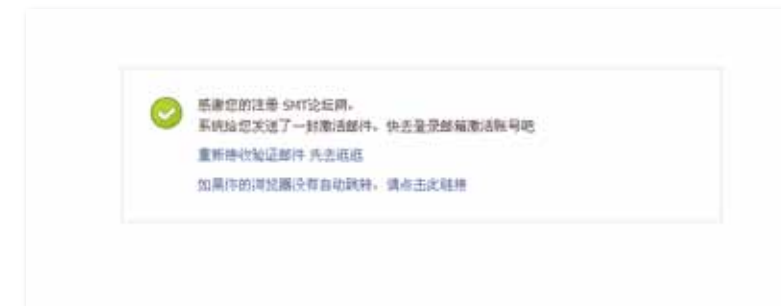 感谢您的注册 SMT论坛网。
系统给您发送了一封激活邮件，快去登录邮箱激活账号吧
重新接收验证邮件 先去逛逛
如果你的浏览器没有自动跳转，请点击此链接